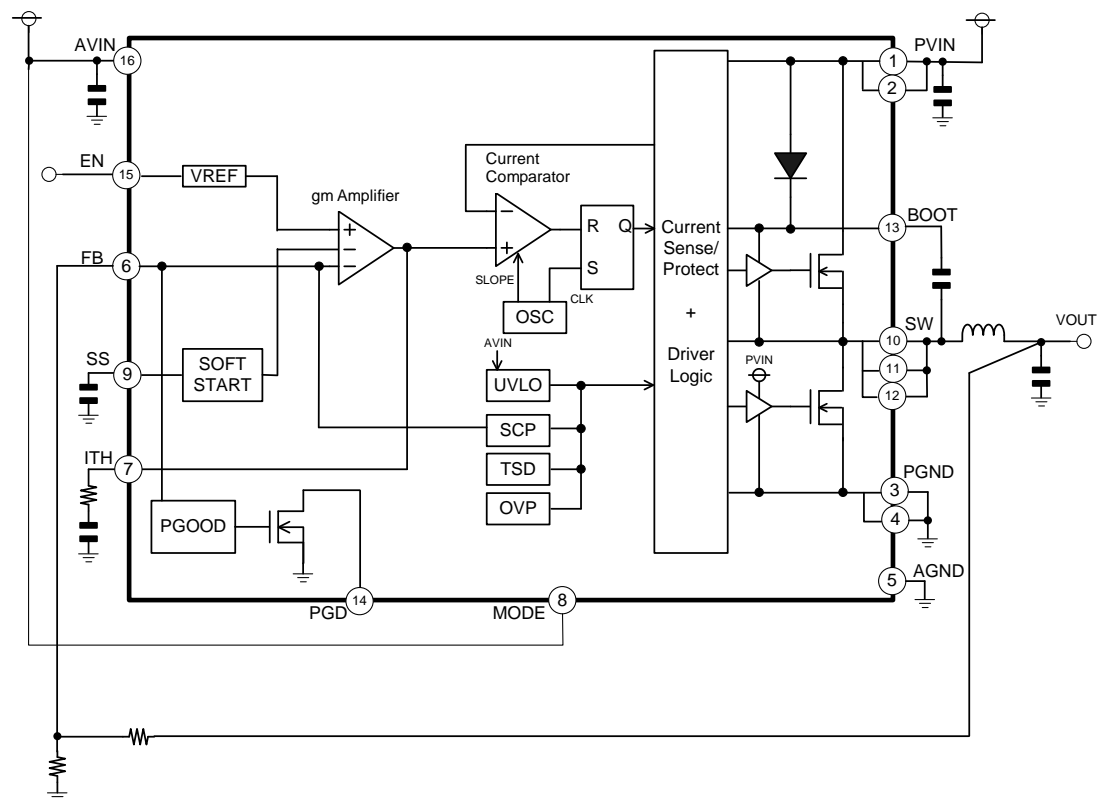 AVIN
16
PVIN
1
2
EN
15
VREF
gm Amplifier
Current
Comparator
BOOT
13
R
Q
S
Current
Sense/
Protect
+
Driver
Logic
FB
6
+
−
−
−
+
SLOPE
CLK
OSC
SS
9
SOFT
START
AVIN
UVLO
PVIN
SW
10
11
12
VOUT
SCP
ITH
7
TSD
OVP
PGOOD
PGND
3
4
5
AGND
PGD
14
MODE
8